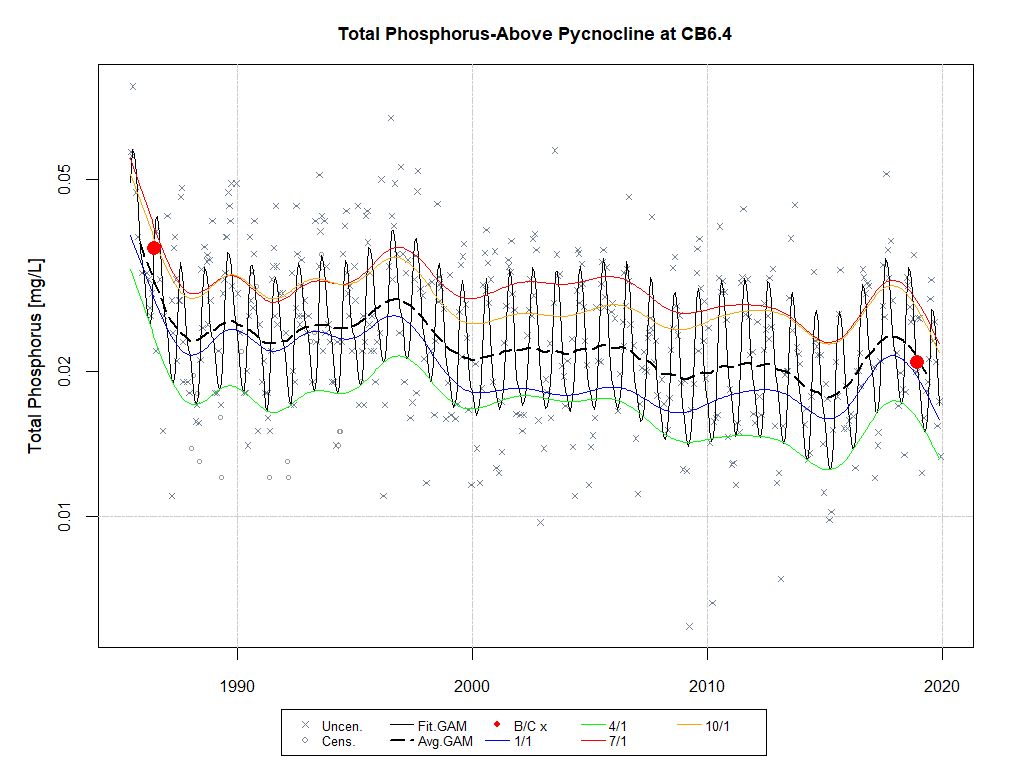 Total Phosphorus-Above Pycnocline at CB6.4
Total Phosphorus [mg/L]
0.05
0.02
0.01
1990 2000 2010 2020
Uncen. Fit.GAM B/C x 4/1 10/1
Cens. Avg.GAM 1/1 7/1